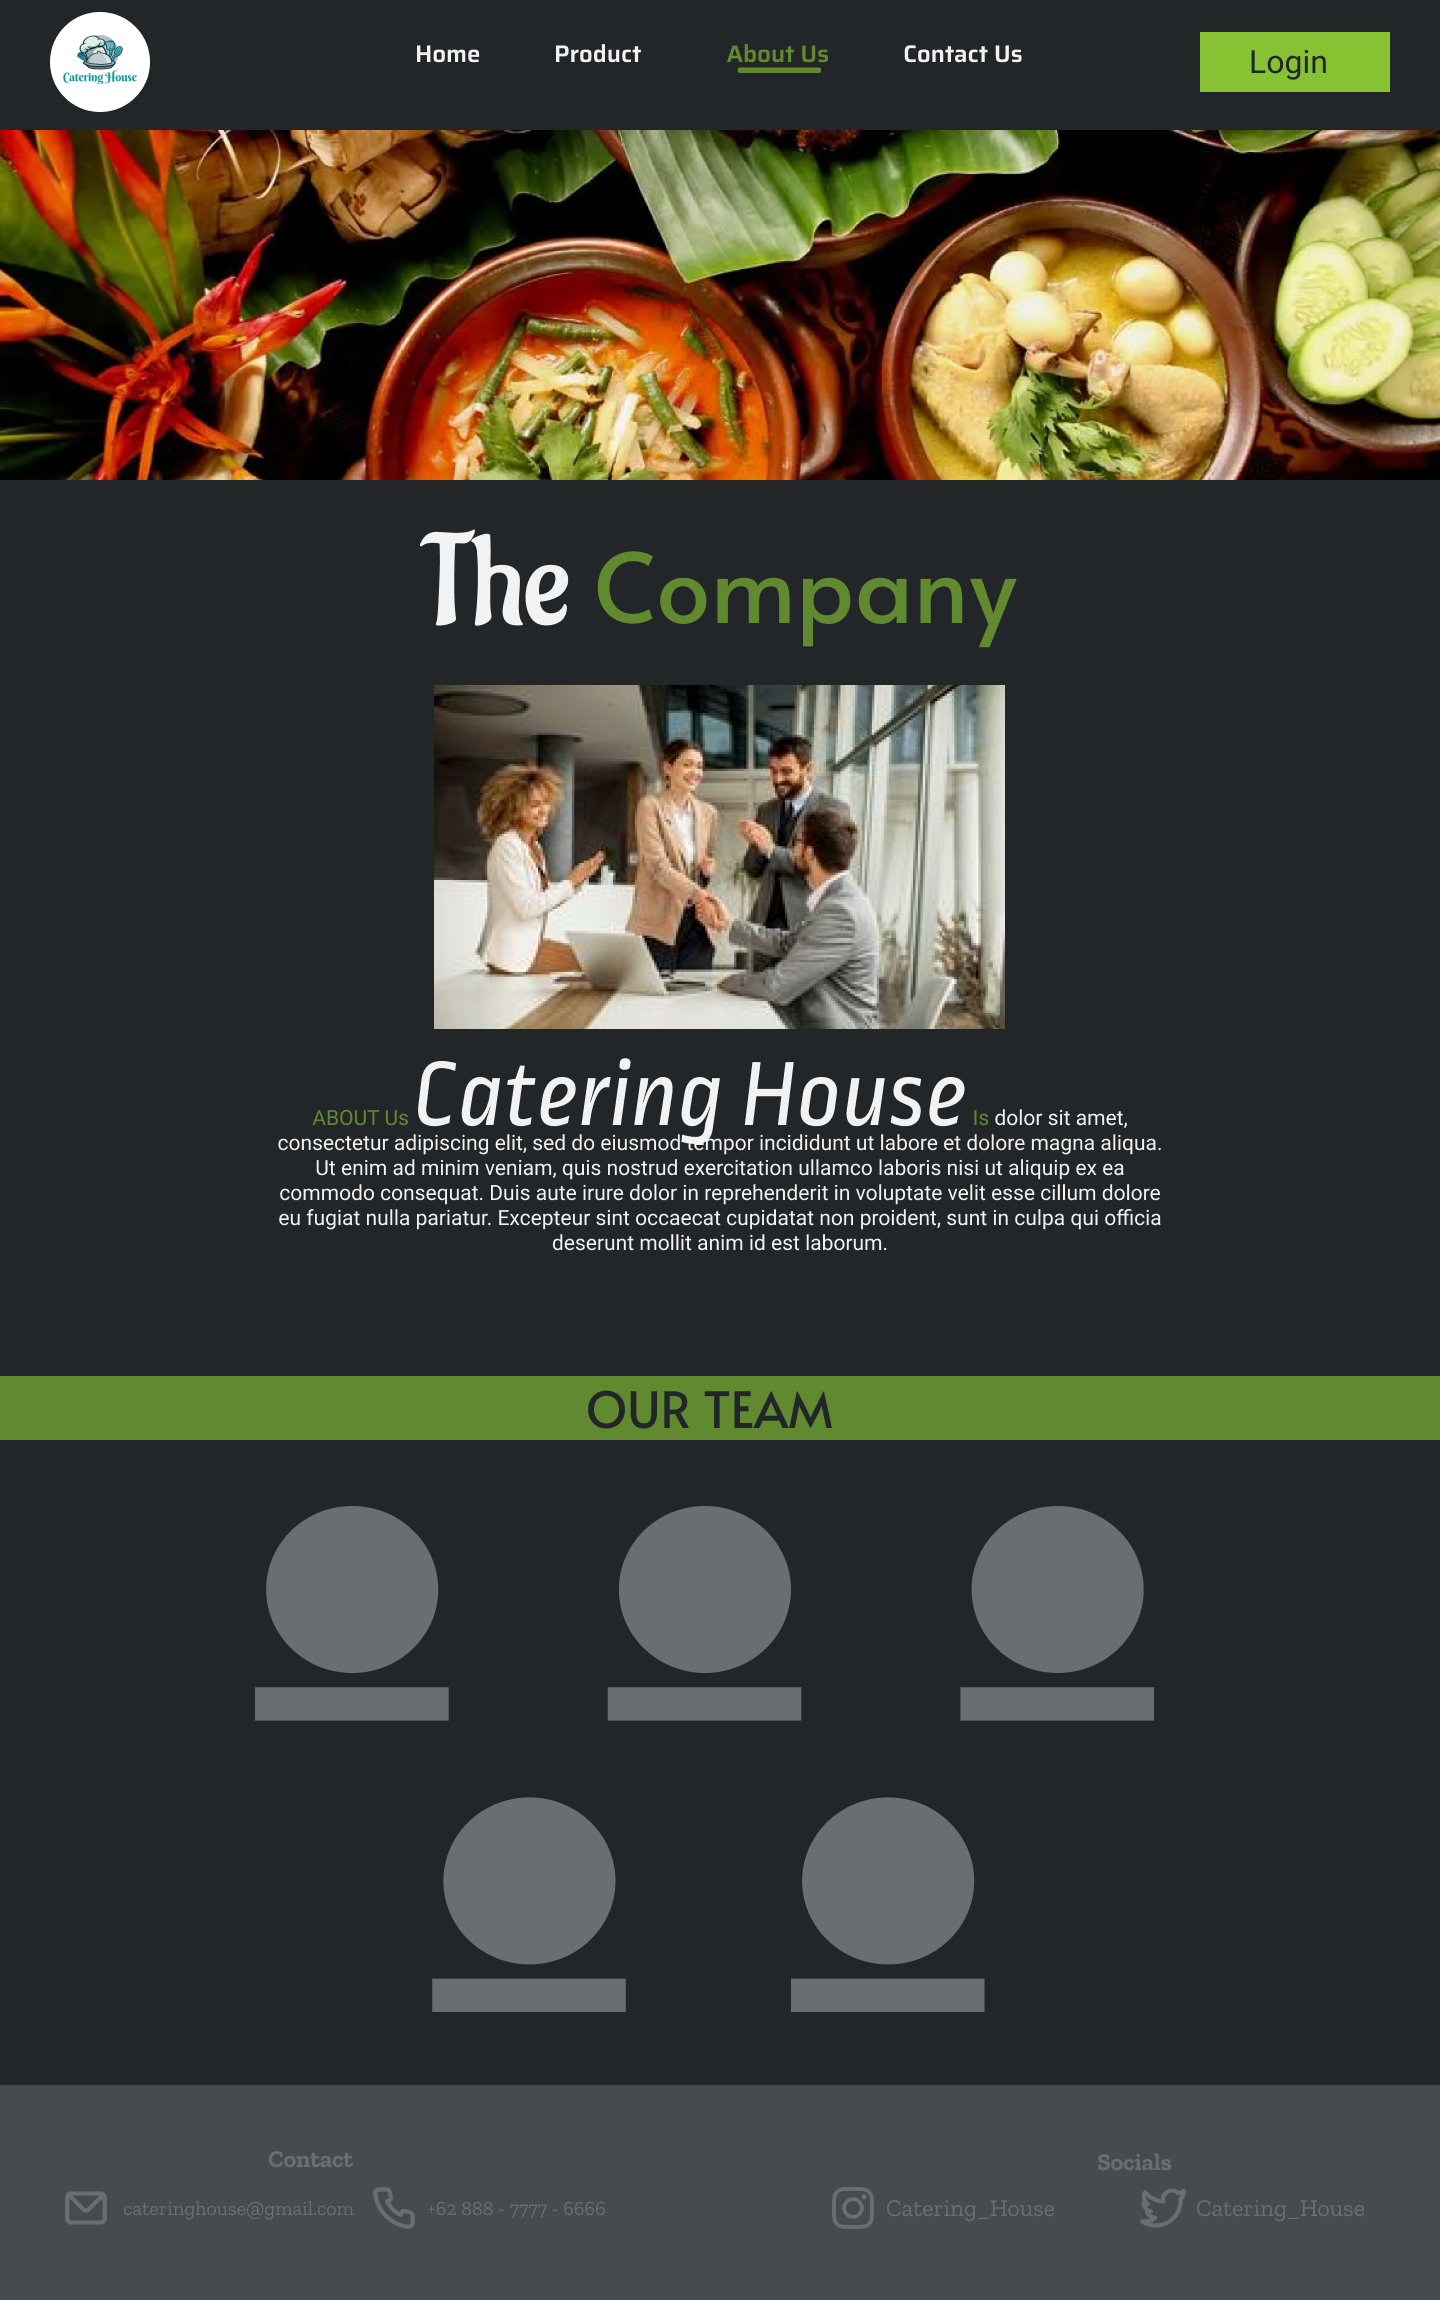 Catering House
Home Product About Us Contact Us
Login
The Company
ABOUT Us Catering House Is dolor sit amet,
consectetur adipiscing elit, sed do eiusmod tempor incididunt ut labore et dolore magna aliqua.
Ut enim ad minim veniam, quis nostrud exercitation ullamco laboris nisi ut aliquip ex ea
commodo consequat. Duis aute irure dolor in reprehenderit in voluptate velit esse cillum dolore
eu fugiat nulla pariatur. Excepteur sint occaecat cupidatat non proident, sunt in culpa qui officia
deserunt mollit anim id est laborum.
OUR TEAM
Contact
cateringhouse@gmail.com +62 888 - 7777 - 6666
Socials
Catering_House Catering_House